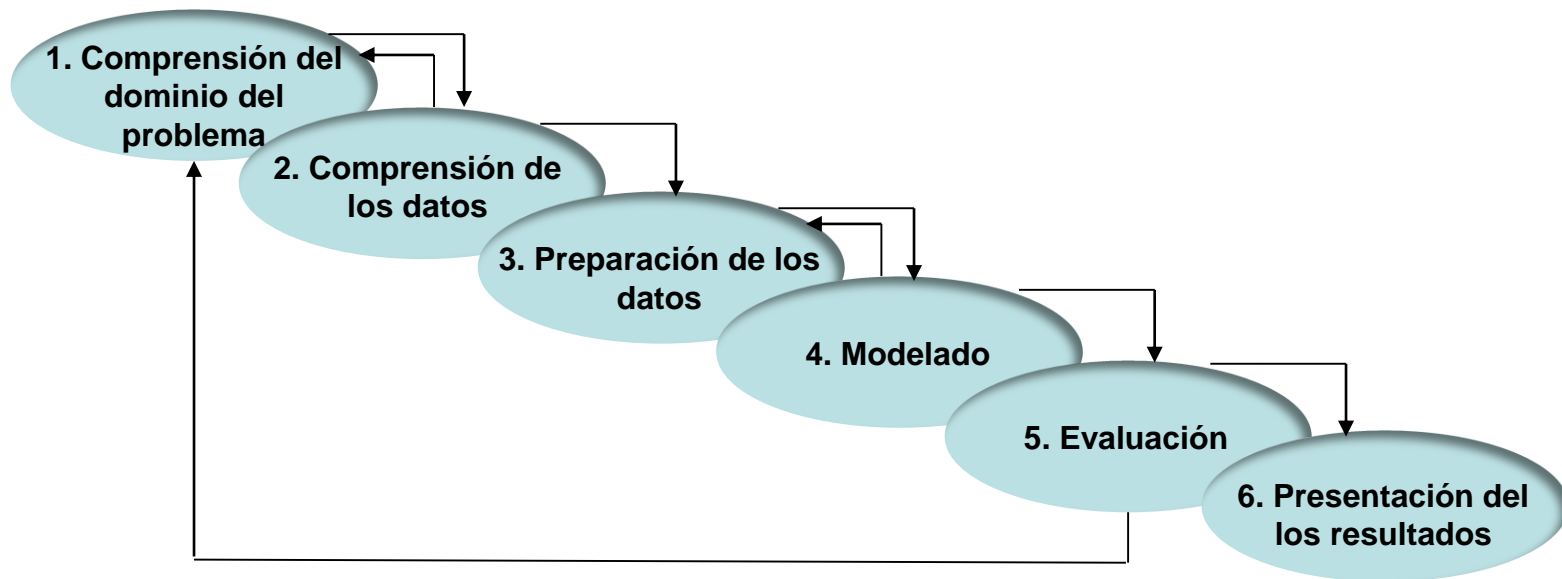 1. Comprensión del
dominio del
problema
2. Comprensión de
los datos
3. Preparación de los
datos
4. Modelado
5. Evaluación
6. Presentación del
los resultados